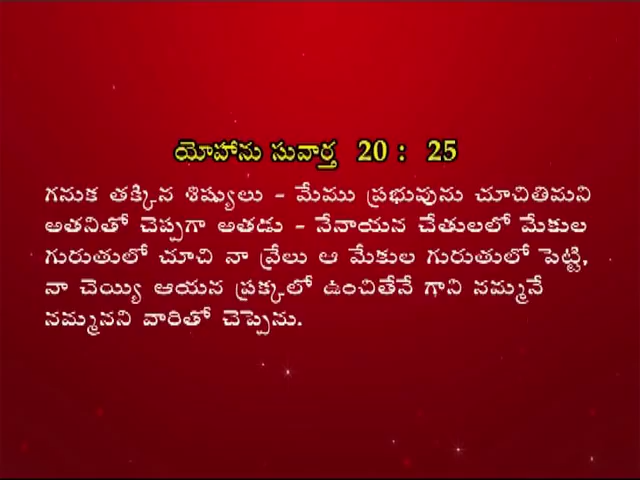 యోహాను సువార్త 20 : 25
గనుక తక్కిన శిష్యులు - మేము ప్రభువును చూచితిమని
అతనితో చెప్పగా అతడు - నేనాయన చేతులలో మేకుల
గురుతులో చూచి నా వ్రేలు ఆ మేకుల గురుతులో పెట్టి,
నా చెయ్యి ఆయన ప్రక్కలో ఉంచితేనే గాని నమ్మనే
నమ్మనని వారితో చెప్పెను.